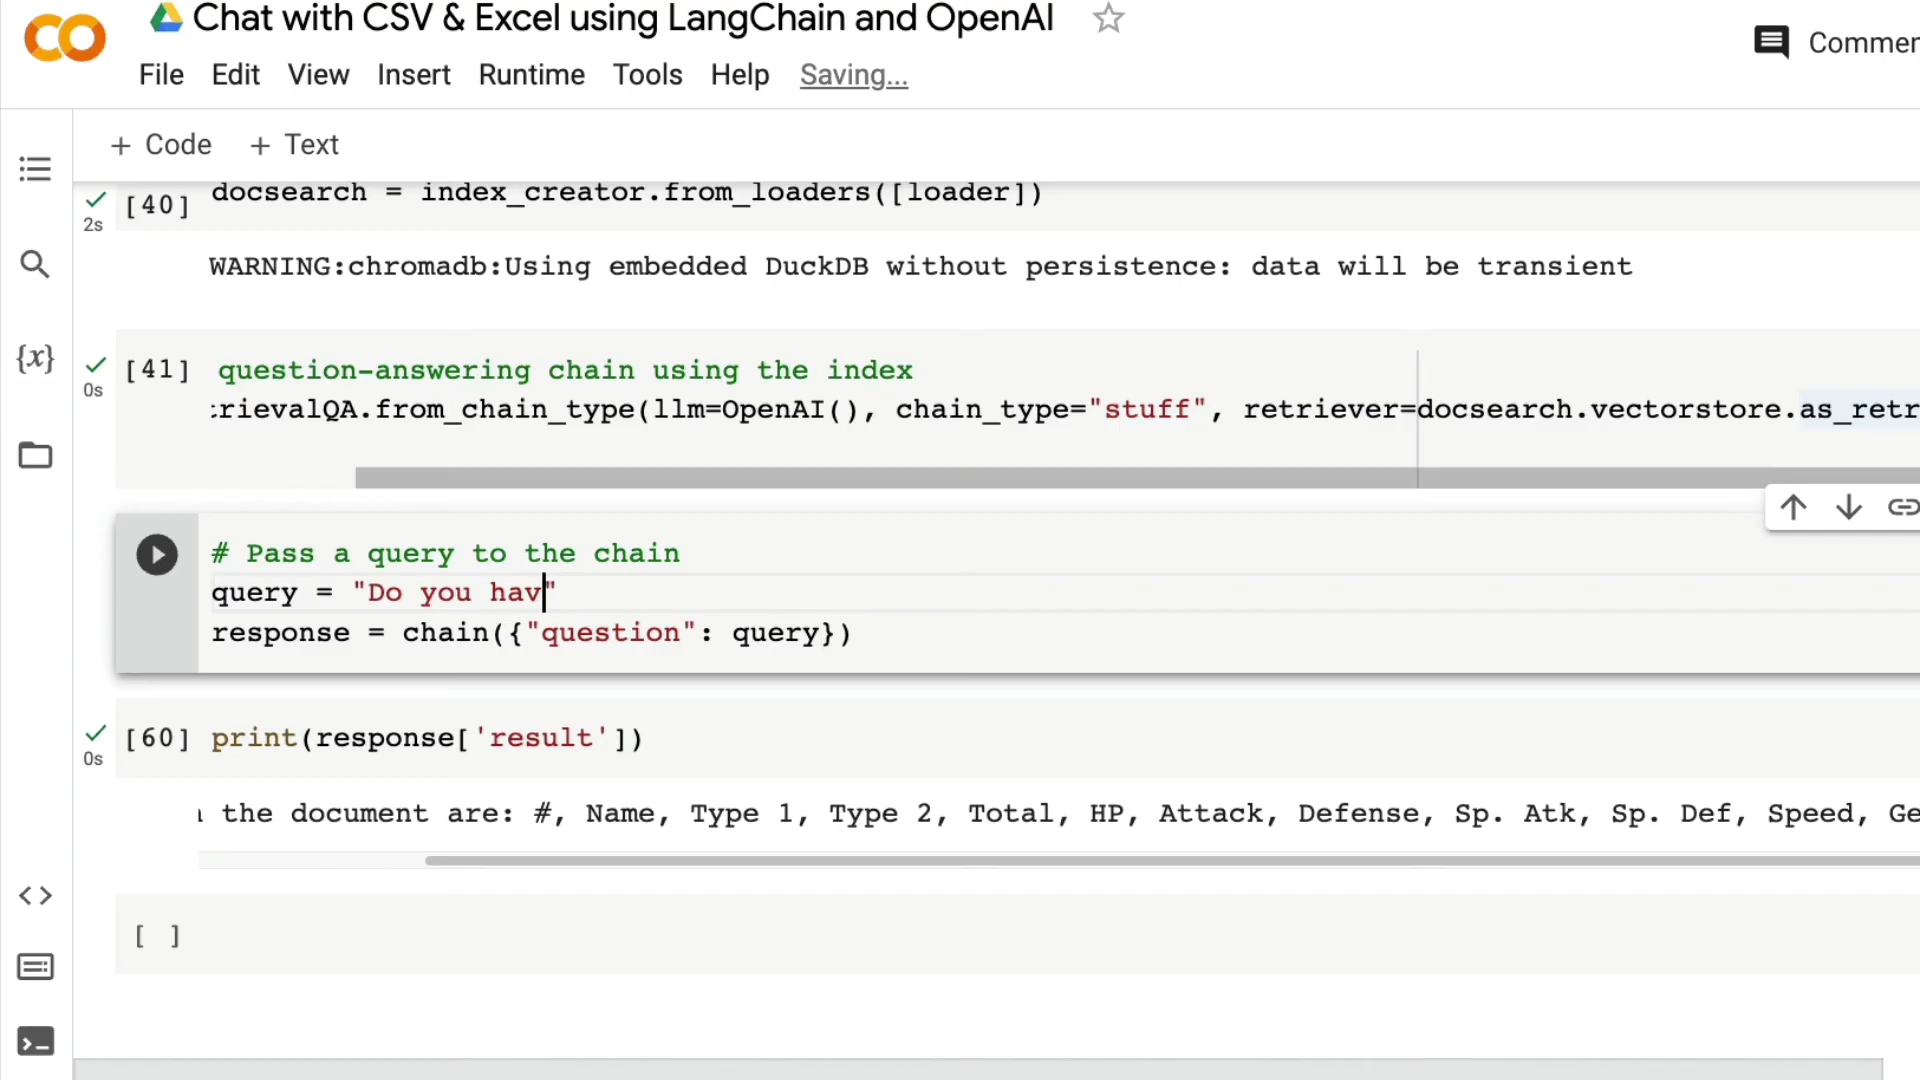 Chat with CSV & Excel using LangChain and OpenAI
Commen
File Edit View Insert Runtime Tools Help Saving...
+ Code + Text
[40] docsearch = index_creator.from_loaders([loader])
2s
WARNING:chromadb:Using embedded DuckDB without persistence: data will be transient
[41] question-answering chain using the index
0s
rievalQA.from_chain_type(llm=OpenAI(), chain_type="stuff", retriever=docsearch.vectorstore.as_retr
# Pass a query to the chain
query = "Do you hav"
response = chain({"question": query})
[60] print(response['result'])
0s
the document are: #, Name, Type 1, Type 2, Total, HP, Attack, Defense, Sp. Atk, Sp. Def, Speed, Ge
[ ]